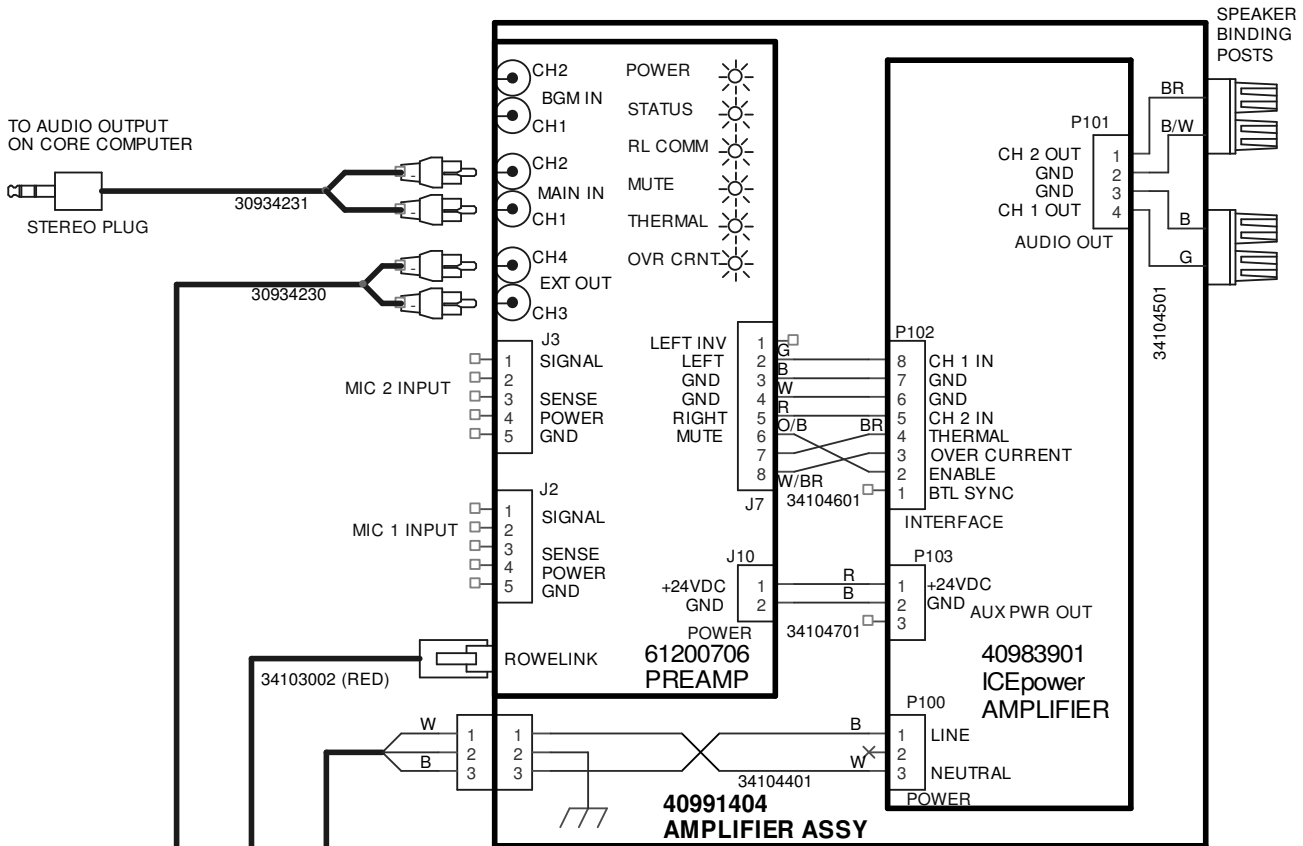 SPEAKER
BINDING
POSTS
TO AUDIO OUTPUT
ON CORE COMPUTER
STEREO PLUG
30934231
30934230
CH2
BGM IN
CH1
CH2
MAIN IN
CH1
CH4
EXT OUT
CH3
POWER
STATUS
RL COMM
MUTE
THERMAL
OVR CRNT
P101
CH 2 OUT 1
GND 2
GND 3
CH 1 OUT 4
AUDIO OUT
BR
B/W
B
G
34104501
J3
MIC 2 INPUT
1 SIGNAL
2
3 SENSE
4 POWER
5 GND
J2
MIC 1 INPUT
1 SIGNAL
2
3 SENSE
4 POWER
5 GND
LEFT INV 1
LEFT 2 G
GND 3 B
GND 4 W
RIGHT 5 R
MUTE 6 O/B BR
7
8 W/BR
J7
34104601
P102
8 CH 1 IN
7 GND
6 GND
5 CH 2 IN
4 THERMAL
3 OVER CURRENT
2 ENABLE
1 BTL SYNC
INTERFACE
J10
+24VDC 1 R
GND 2 B
POWER
34104701
P103
1 +24VDC
2 GND
3
AUX PWR OUT
ROWELINK
34103002 (RED)
61200706
PREAMP
40983901
ICEpower
AMPLIFIER
W 1 1
2 2
B 3 3
34104401
P100
B 1 LINE
2
W 3 NEUTRAL
POWER
40991404
AMPLIFIER ASSY